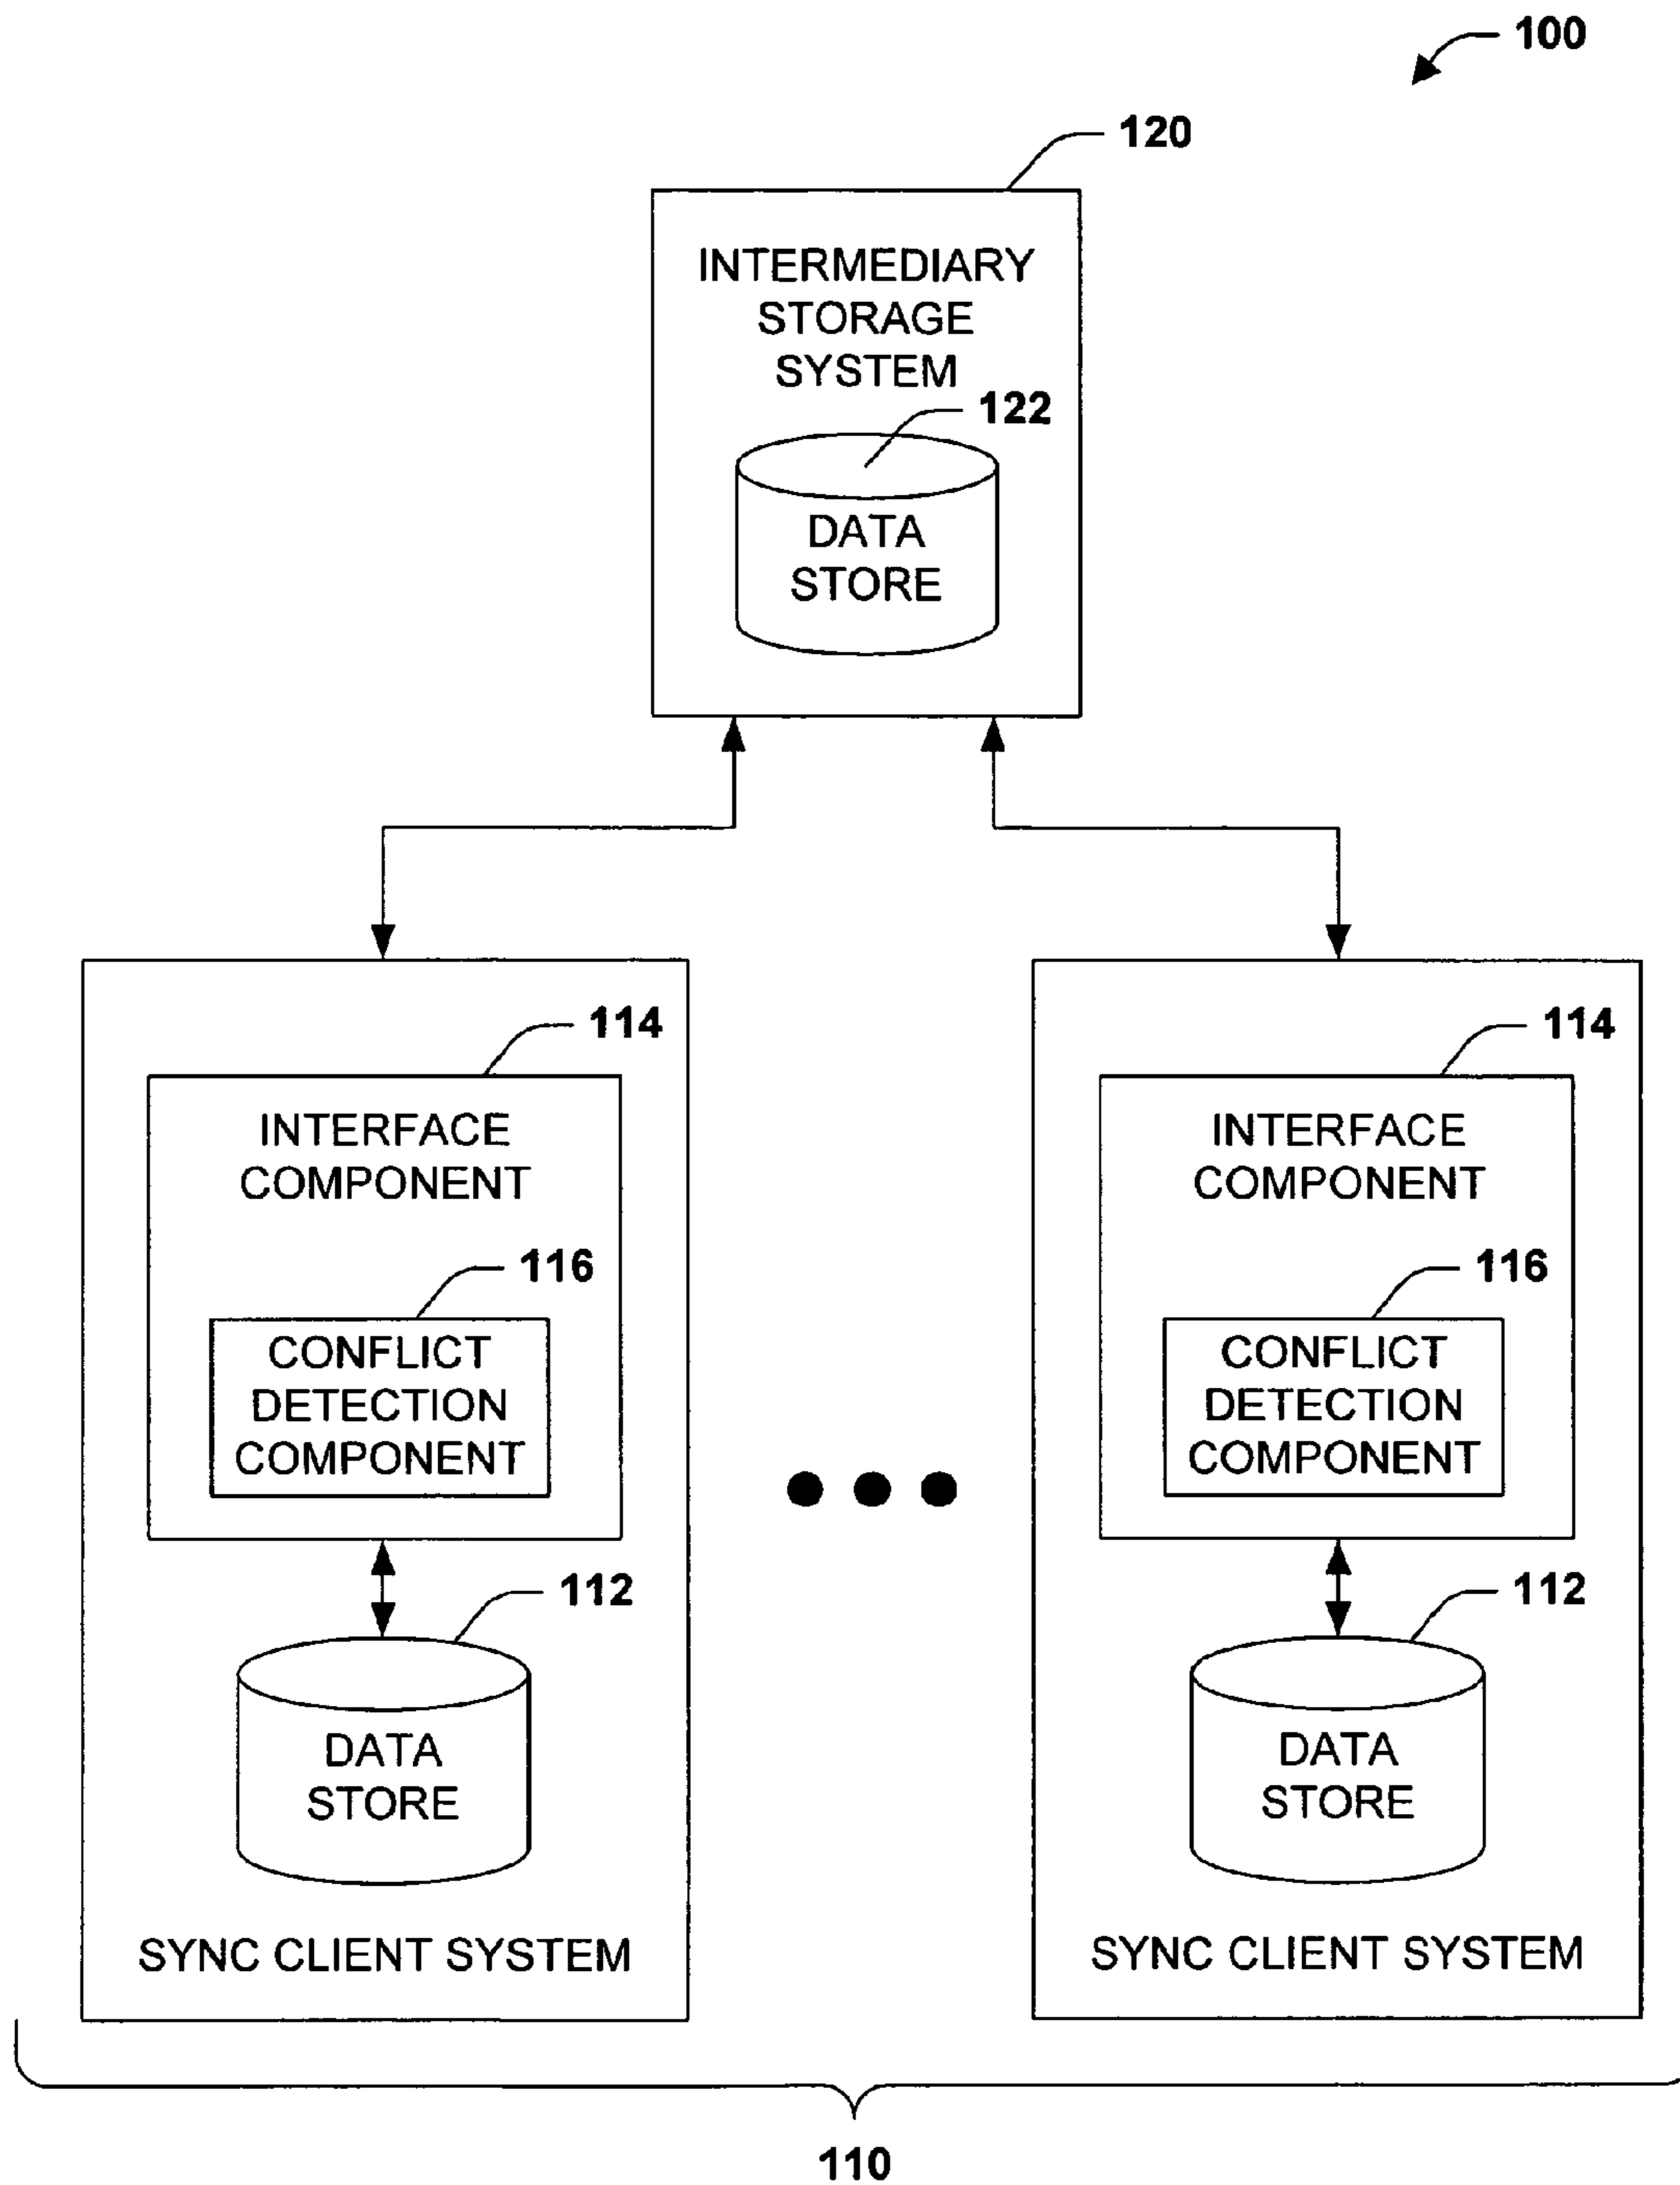 100
120
INTERMEDIARY
STORAGE
SYSTEM
122
DATA
STORE
114
INTERFACE
COMPONENT
116
CONFLICT
DETECTION
COMPONENT
112
DATA
STORE
SYNC CLIENT SYSTEM
114
INTERFACE
COMPONENT
116
CONFLICT
DETECTION
COMPONENT
112
DATA
STORE
SYNC CLIENT SYSTEM
110